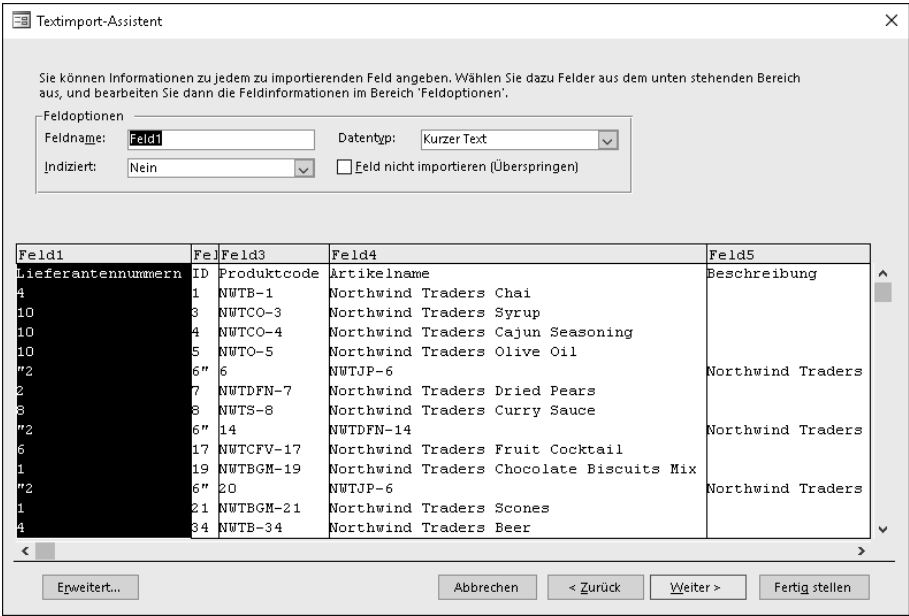 Textimport-Assistent
Sie können Informationen zu jedem zu importierenden Feld angeben. Wählen Sie dazu Felder aus dem unten stehenden Bereich
aus, und bearbeiten Sie dann die Feldinformationen im Bereich 'Feldoptionen'.
Feldoptionen
Feldname: Feld1 Datentyp: Kurzer Text
Indiziert: Nein Feld nicht importieren (Überspringen)
Feld1 Fel Feld3 Feld4 Feld5
Lieferantennummern ID Produktcode Artikelname Beschreibung
4 1 NWTB-1 Northwind Traders Chai
10 3 NWTCO-3 Northwind Traders Syrup
10 4 NWTCO-4 Northwind Traders Cajun Seasoning
10 5 NWTO-5 Northwind Traders Olive Oil
"2 6" 6 NWTJP-6 Northwind Traders
2 7 NWTDFN-7 Northwind Traders Dried Pears
8 8 NWTS-8 Northwind Traders Curry Sauce
"2 6" 14 NWTDFN-14 Northwind Traders
6 17 NWTCFV-17 Northwind Traders Fruit Cocktail
1 19 NWTBGM-19 Northwind Traders Chocolate Biscuits Mix
"2 6" 20 NWTJP-6 Northwind Traders
1 21 NWTBGM-21 Northwind Traders Scones
4 34 NWTB-34 Northwind Traders Beer
Erweitert... Abbrechen < Zurück Weiter > Fertig stellen